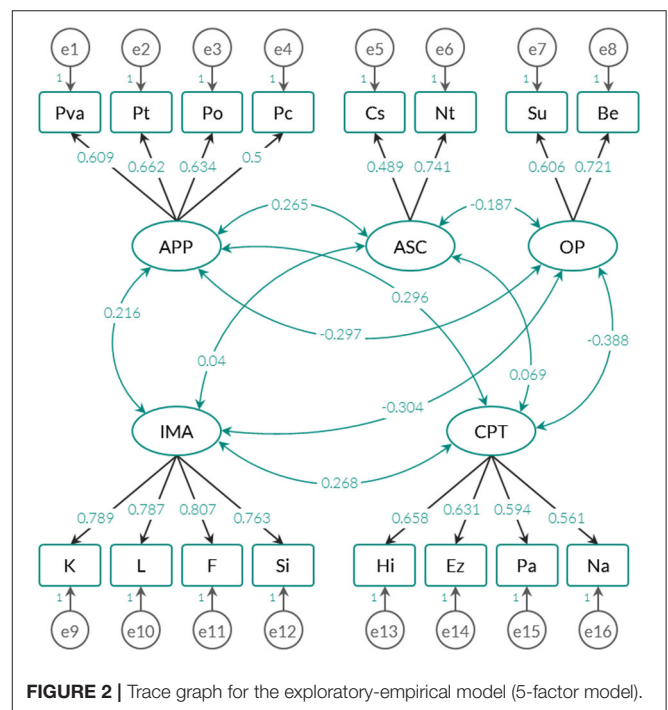 e1 e2 e3 e4 e5 e6 e7 e8
1 1 1 1 1 1 1 1
Pva Pt Po Pc Cs Nt Su Be
0.609 0.662 0.634 0.5 0.489 0.741 0.606 0.721
0.265 -0.187
APP ASC OP
0.296
0.216 -0.297 -0.388
0.04 0.069
-0.304
IMA CPT
0.268
0.789 0.787 0.807 0.763 0.658 0.631 0.594 0.561
K L F Si Hi Ez Pa Na
1 1 1 1 1 1 1 1
e9 e10 e11 e12 e13 e14 e15 e16
FIGURE 2 | Trace graph for the exploratory-empirical model (5-factor model).